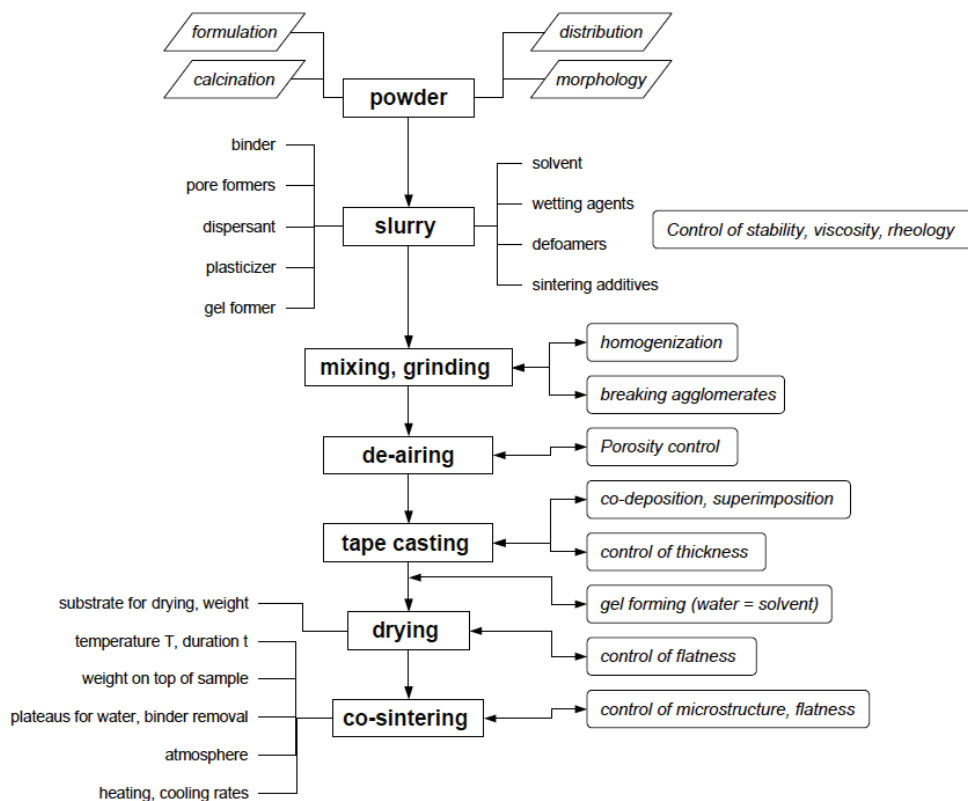 formulation
distribution
calcination
morphology
powder
binder
pore formers
dispersant
plasticizer
gel former
slurry
solvent
wetting agents
defoamers
sintering additives
Control of stability, viscosity, rheology
mixing, grinding
homogenization
breaking agglomerates
de-airing
Porosity control
tape casting
co-deposition, superimposition
control of thickness
gel forming (water = solvent)
substrate for drying, weight
drying
control of flatness
temperature T, duration t
weight on top of sample
plateaus for water, binder removal
atmosphere
heating, cooling rates
co-sintering
control of microstructure, flatness